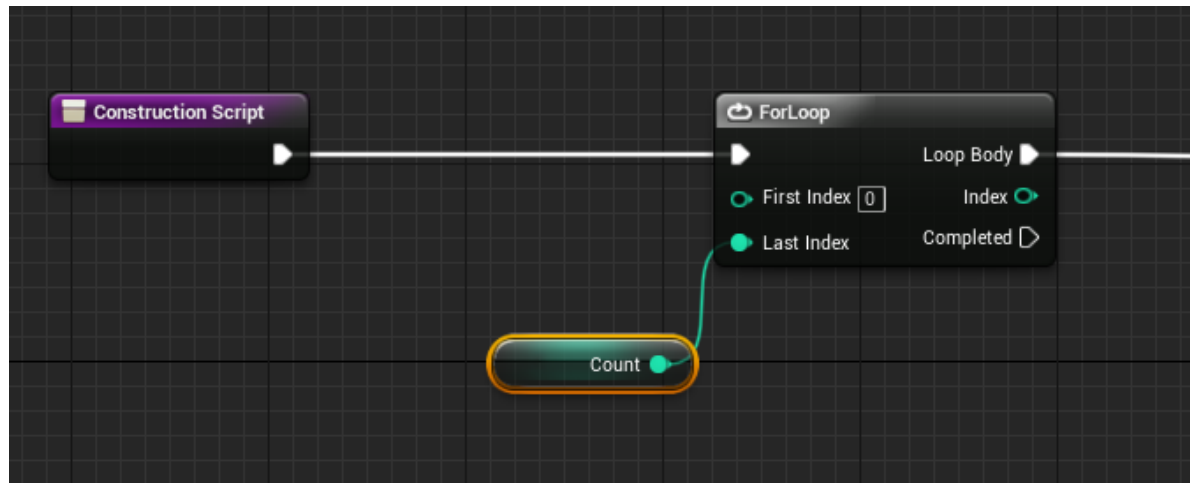 Construction Script
ForLoop
Loop Body
First Index 0
Index
Last Index
Completed
Count